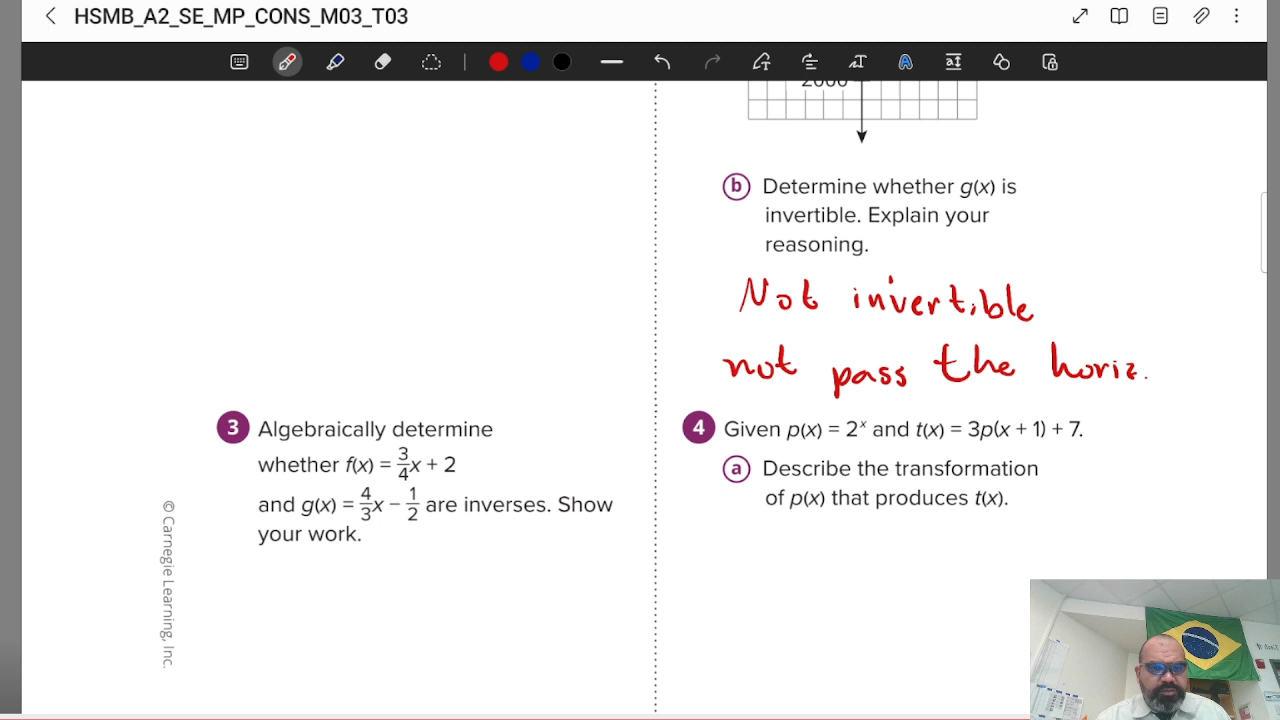 HSMB_A2_SE_MP_CONS_M03_T03
2000
b Determine whether g(x) is
invertible. Explain your
reasoning.
Not invertible
not pass the horiz.
3 Algebraically determine
whether f(x) = 3/4x + 2
and g(x) = 4/3x − 1/2 are inverses. Show
your work.
4 Given p(x) = 2ˣ and t(x) = 3p(x + 1) + 7.
a Describe the transformation
of p(x) that produces t(x).
© Carnegie Learning, Inc.